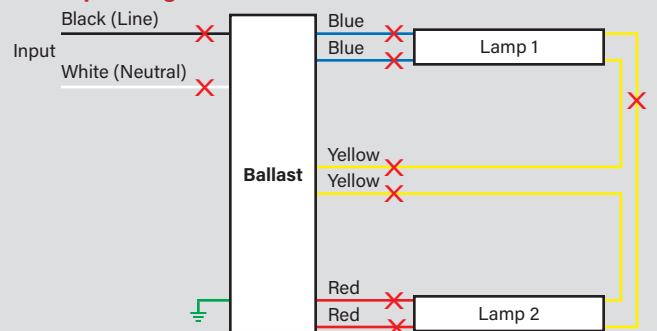 Black (Line)
Input
White (Neutral)
Ballast
Blue
Blue
Lamp 1
Yellow
Yellow
Red
Red
Lamp 2